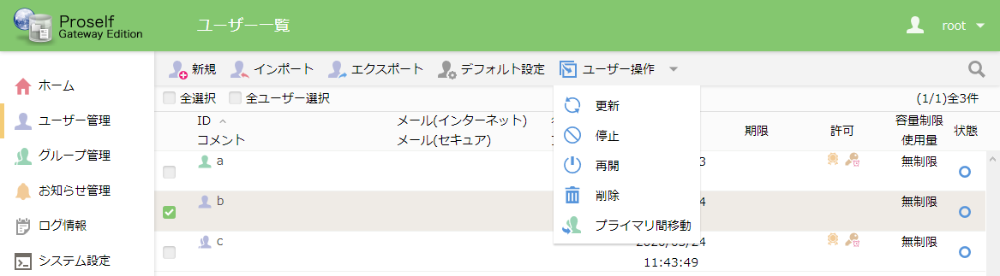 Proself
Gateway Edition
ユーザー一覧
root
新規
インポート
エクスポート
デフォルト設定
ユーザー操作
ホーム
ユーザー管理
グループ管理
お知らせ管理
ログ情報
システム設定
全選択
全ユーザー選択
(1/1)全3件
ID
メール(インターネット)
コメント
メール(セキュア)
期限
許可
容量制限
使用量
状態
更新
停止
再開
削除
プライマリ間移動
a
3
無制限
b
4
無制限
c
無制限
11:43:49